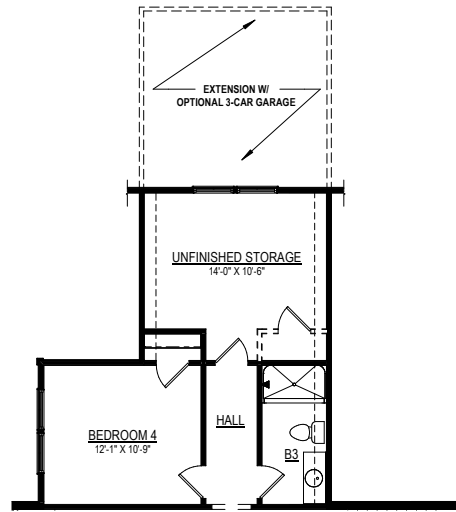 EXTENSION W/
OPTIONAL 3-CAR GARAGE
UNFINISHED STORAGE
14'-0" X 10'-6"
HALL
BEDROOM 4
12'-1" X 10'-9"
B3